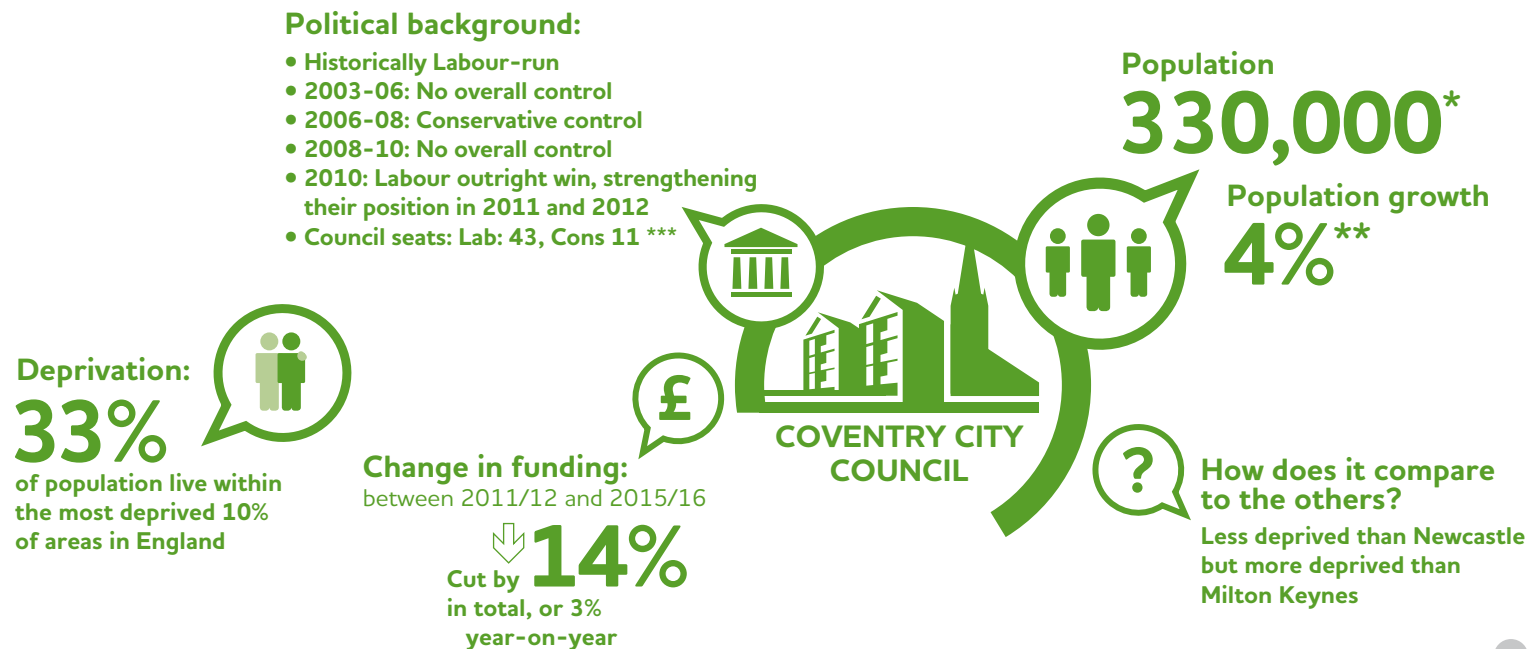 Political background:
• Historically Labour-run
• 2003-06: No overall control
• 2006-08: Conservative control
• 2008-10: No overall control
• 2010: Labour outright win, strengthening
their position in 2011 and 2012
• Council seats: Lab: 43, Cons 11 ***
Population
330,000*
Population growth
4%**
Deprivation:
33%
of population live within
the most deprived 10%
of areas in England
£
Change in funding:
between 2011/12 and 2015/16
Cut by 14%
in total, or 3%
year-on-year
COVENTRY CITY
COUNCIL
?
How does it compare
to the others?
Less deprived than Newcastle
but more deprived than
Milton Keynes